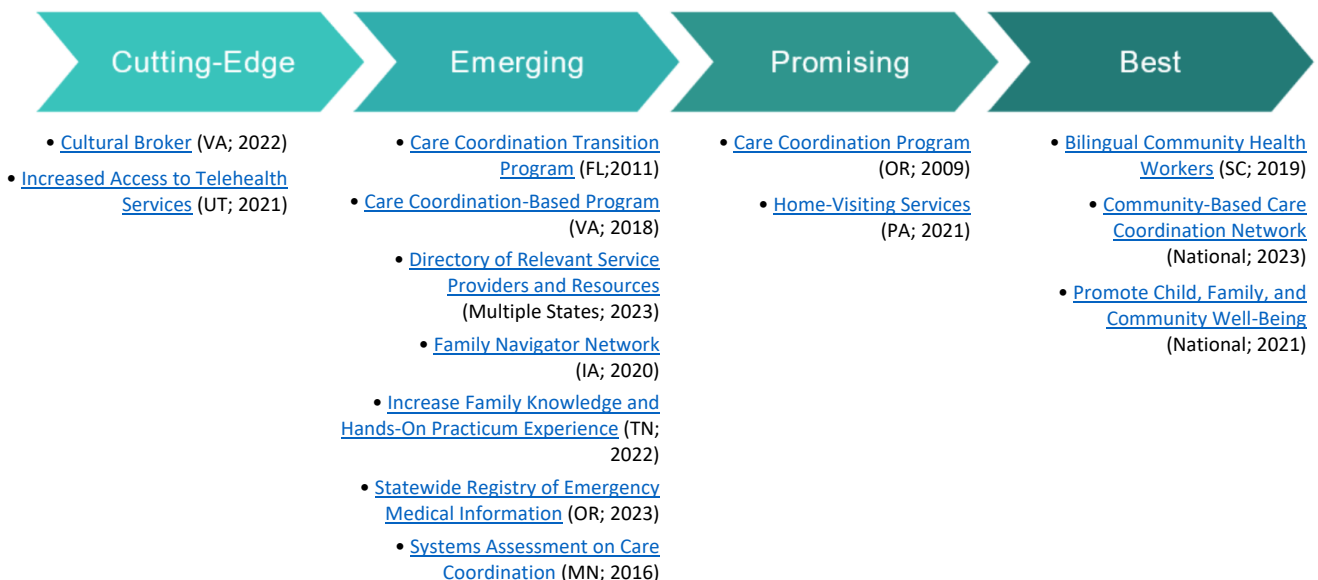 Cutting-Edge
Emerging
Promising
Best
• Cultural Broker (VA; 2022)
• Increased Access to Telehealth
Services (UT; 2021)
• Care Coordination Transition
Program (FL;2011)
• Care Coordination-Based Program
(VA; 2018)
• Directory of Relevant Service
Providers and Resources
(Multiple States; 2023)
• Family Navigator Network
(IA; 2020)
• Increase Family Knowledge and
Hands-On Practicum Experience (TN;
2022)
• Statewide Registry of Emergency
Medical Information (OR; 2023)
• Systems Assessment on Care
Coordination (MN; 2016)
• Care Coordination Program
(OR; 2009)
• Home-Visiting Services
(PA; 2021)
• Bilingual Community Health
Workers (SC; 2019)
• Community-Based Care
Coordination Network
(National; 2023)
• Promote Child, Family, and
Community Well-Being
(National; 2021)